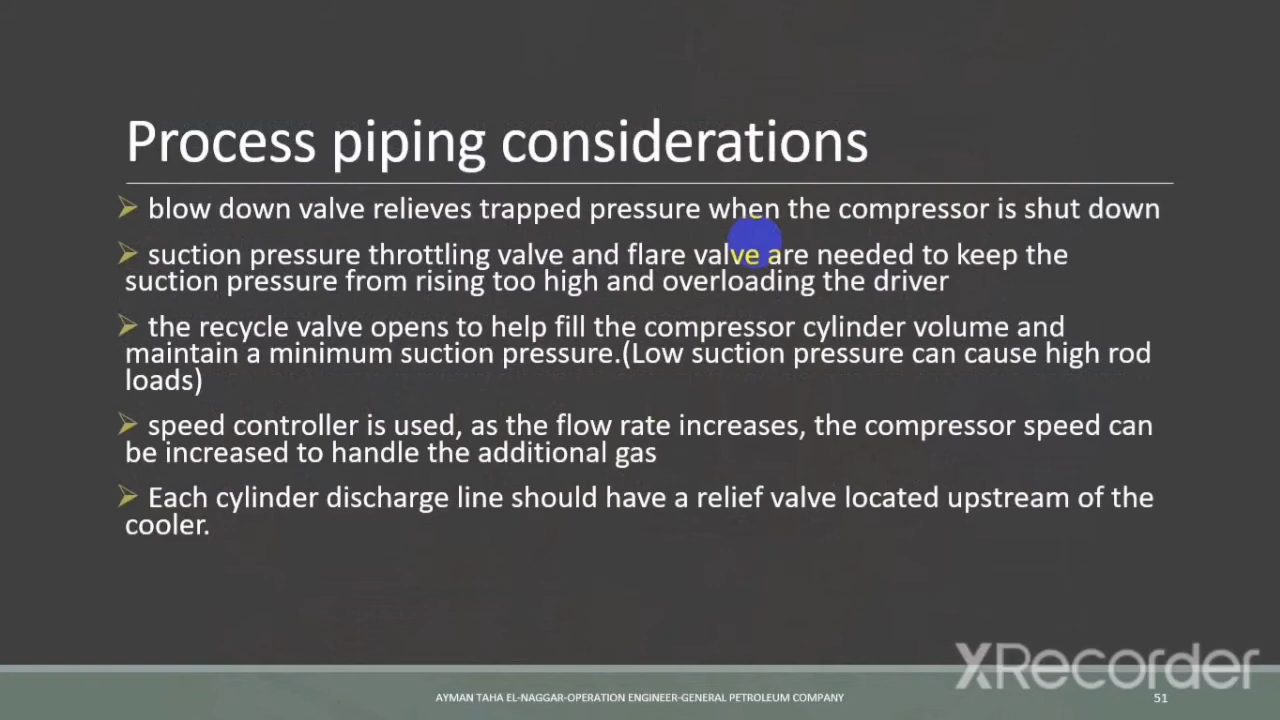 Process piping considerations
blow down valve relieves trapped pressure when the compressor is shut down
suction pressure throttling valve and flare valve are needed to keep the
suction pressure from rising too high and overloading the driver
the recycle valve opens to help fill the compressor cylinder volume and
maintain a minimum suction pressure.(Low suction pressure can cause high rod
loads)
speed controller is used, as the flow rate increases, the compressor speed can
be increased to handle the additional gas
Each cylinder discharge line should have a relief valve located upstream of the
cooler.
XRecorder
AYMAN TAHA EL-NAGGAR-OPERATION ENGINEER-GENERAL PETROLEUM COMPANY
51